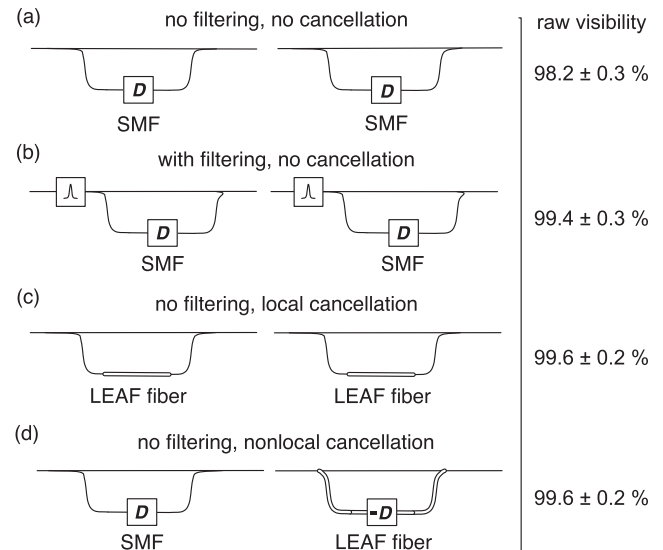 (a) no filtering, no cancellation raw visibility
D D 98.2 ± 0.3 %
SMF SMF
(b) with filtering, no cancellation
D D 99.4 ± 0.3 %
SMF SMF
(c) no filtering, local cancellation
99.6 ± 0.2 %
LEAF fiber LEAF fiber
(d) no filtering, nonlocal cancellation
D -D 99.6 ± 0.2 %
SMF LEAF fiber